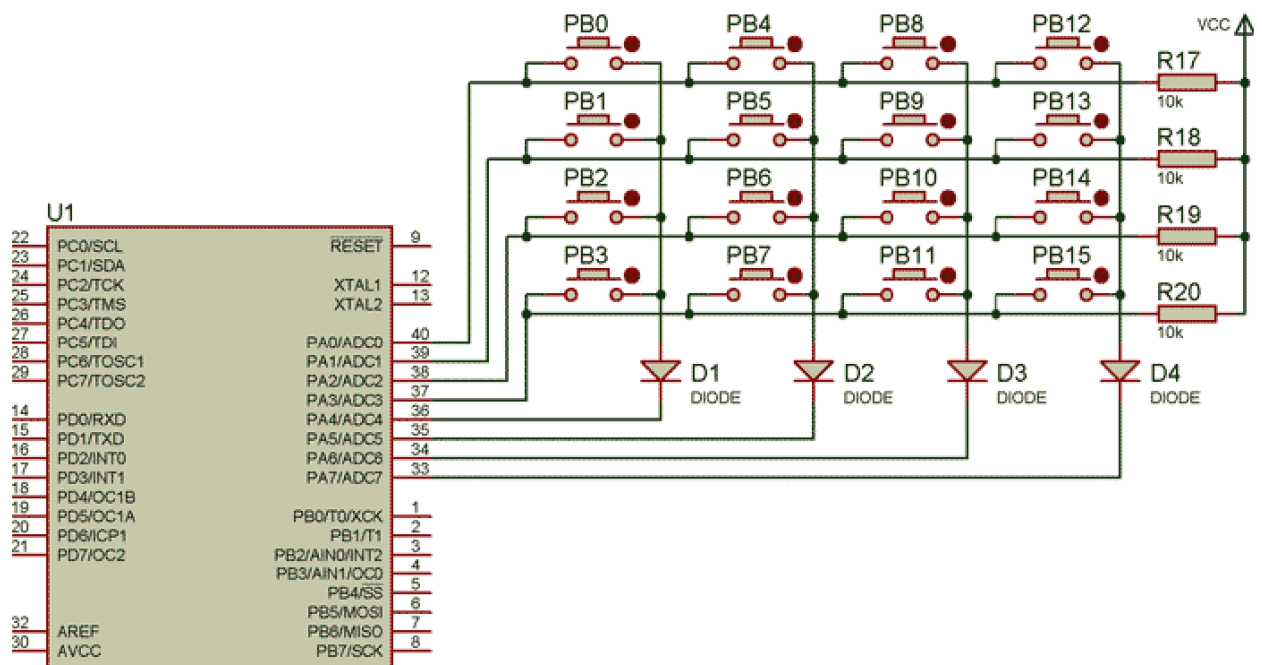 PB0 PB4 PB8 PB12 VCC
R17
10k
PB1 PB5 PB9 PB13
R18
10k
PB2 PB6 PB10 PB14
R19
10k
PB3 PB7 PB11 PB15
R20
10k
D1 D2 D3 D4
DIODE DIODE DIODE DIODE
U1
22 PC0/SCL RESET 9
23 PC1/SDA
24 PC2/TCK XTAL1 12
25 PC3/TMS XTAL2 13
26 PC4/TDO
27 PC5/TDI PA0/ADC0 40
28 PC6/TOSC1 PA1/ADC1 39
29 PC7/TOSC2 PA2/ADC2 38
PA3/ADC3 37
14 PD0/RXD PA4/ADC4 36
15 PD1/TXD PA5/ADC5 35
16 PD2/INT0 PA6/ADC6 34
17 PD3/INT1 PA7/ADC7 33
18 PD4/OC1B
19 PD5/OC1A PB0/T0/XCK 1
20 PD6/ICP1 PB1/T1 2
21 PD7/OC2 PB2/AIN0/INT2 3
PB3/AIN1/OC0 4
PB4/SS 5
PB5/MOSI 6
32 AREF PB6/MISO 7
30 AVCC PB7/SCK 8